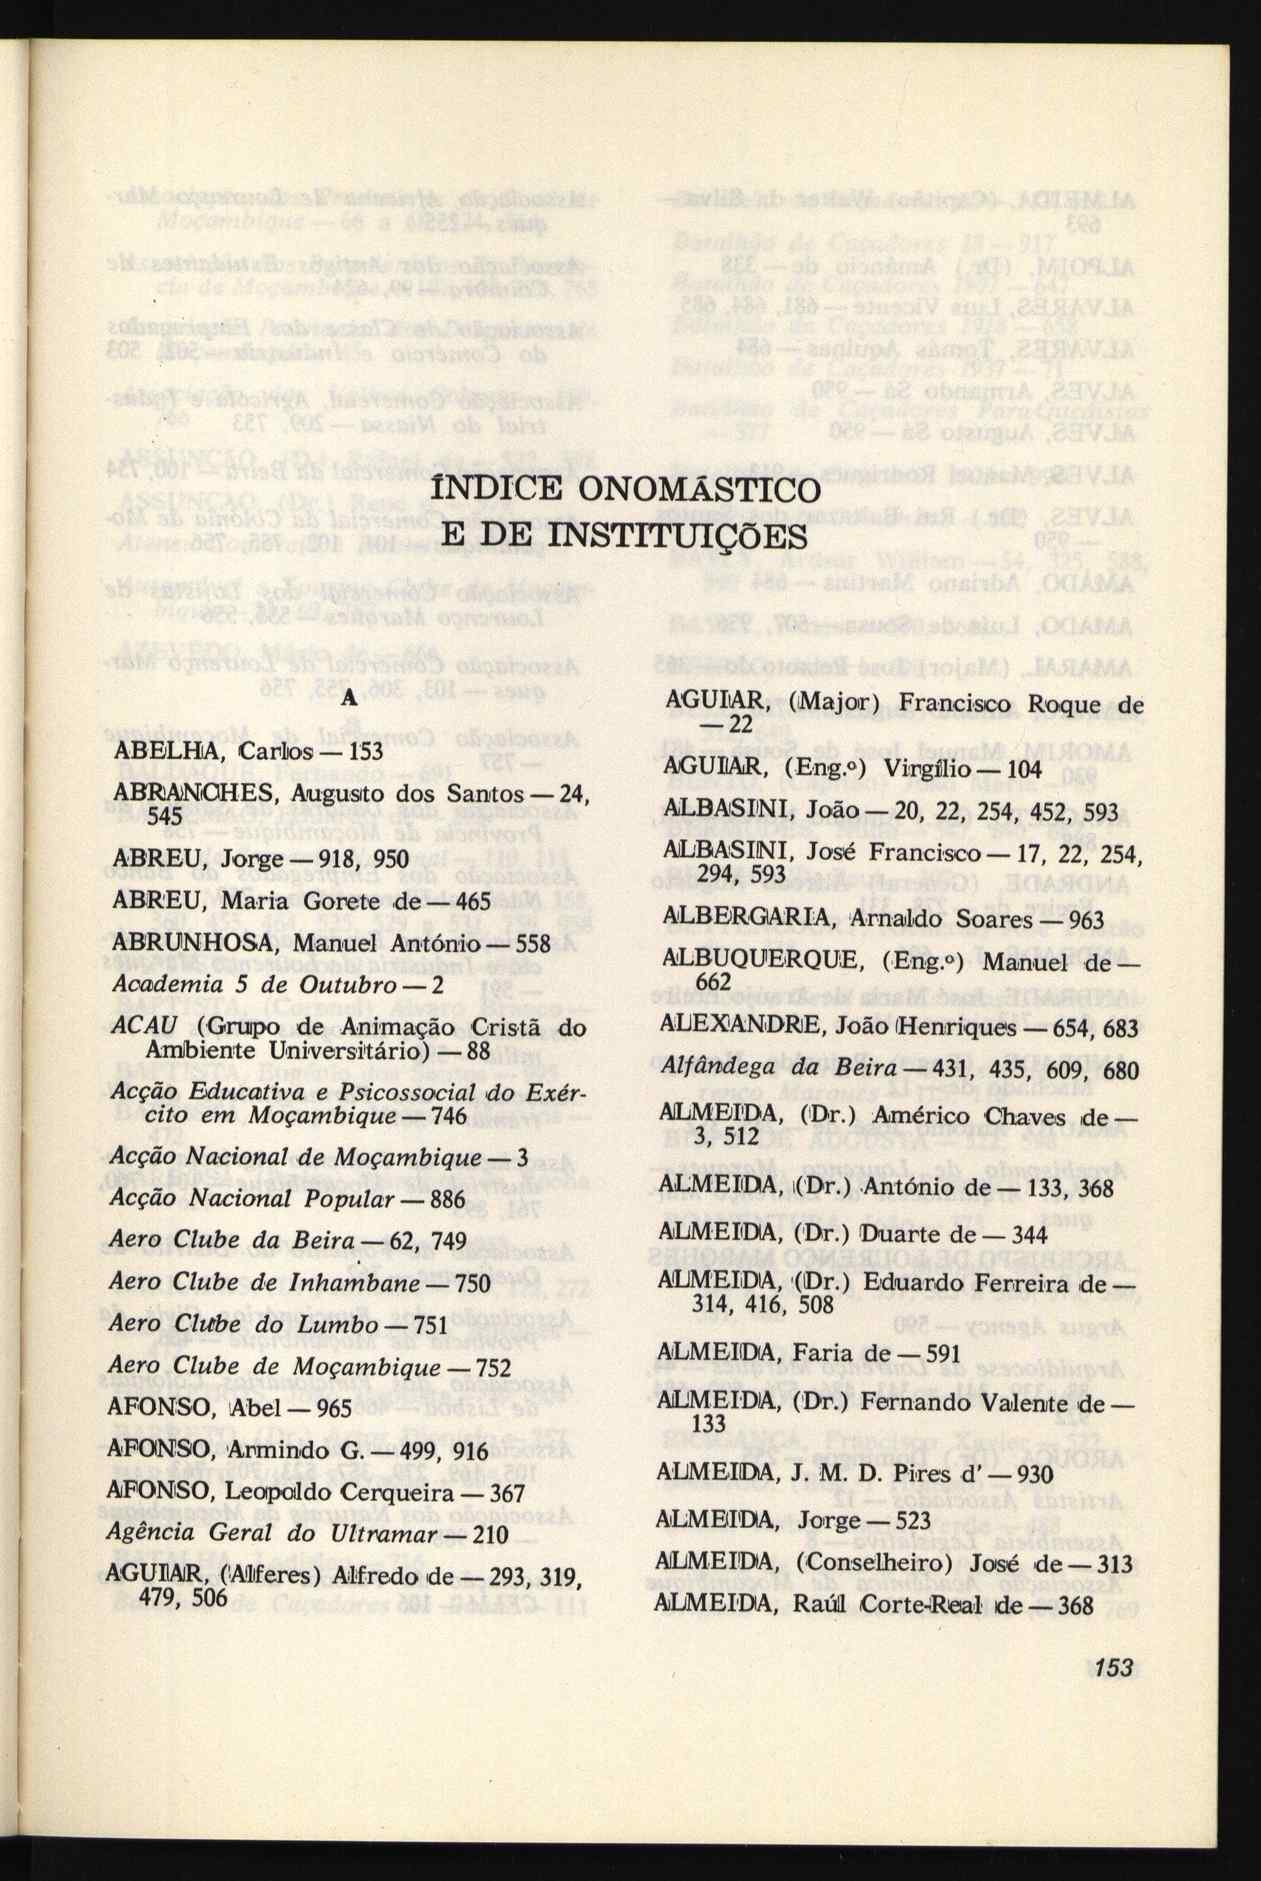 ÍNDICE ONOMÁSTICO
E DE INSTITUIÇÕES
A
ABELHA, Carlos — 153
ABRANCHES, Augusto dos Santos — 24,
545
ABREU, Jorge — 918, 950
ABREU, Maria Gorete de — 465
ABRUNHOSA, Manuel António — 558
Academia 5 de Outubro — 2
ACAU (Grupo de Animação Cristã do
Ambiente Universitário) — 88
Acção Educativa e Psicossocial do Exér-
cito em Moçambique — 746
Acção Nacional de Moçambique — 3
Acção Nacional Popular — 886
Aero Clube da Beira — 62, 749
Aero Clube de Inhambane — 750
Aero Clube do Lumbo — 751
Aero Clube de Moçambique — 752
AFONSO, Abel — 965
AFONSO, Armindo G. — 499, 916
AFONSO, Leopoldo Cerqueira — 367
Agência Geral do Ultramar — 210
AGUIAR, (Alferes) Alfredo de — 293, 319,
479, 506
AGUIAR, (Major) Francisco Roque de
— 22
AGUIAR, (Eng.º) Virgílio — 104
ALBASINI, João — 20, 22, 254, 452, 593
ALBASINI, José Francisco — 17, 22, 254,
294, 593
ALBERGARIA, Arnaldo Soares — 963
ALBUQUERQUE, (Eng.º) Manuel de —
662
ALEXANDRE, João Henriques — 654, 683
Alfândega da Beira — 431, 435, 609, 680
ALMEIDA, (Dr.) Américo Chaves de —
3, 512
ALMEIDA, (Dr.) António de — 133, 368
ALMEIDA, (Dr.) Duarte de — 344
ALMEIDA, (Dr.) Eduardo Ferreira de —
314, 416, 508
ALMEIDA, Faria de — 591
ALMEIDA, (Dr.) Fernando Valente de —
133
ALMEIDA, J. M. D. Pires d' — 930
ALMEIDA, Jorge — 523
ALMEIDA, (Conselheiro) José de — 313
ALMEIDA, Raúl Corte-Real de — 368
153